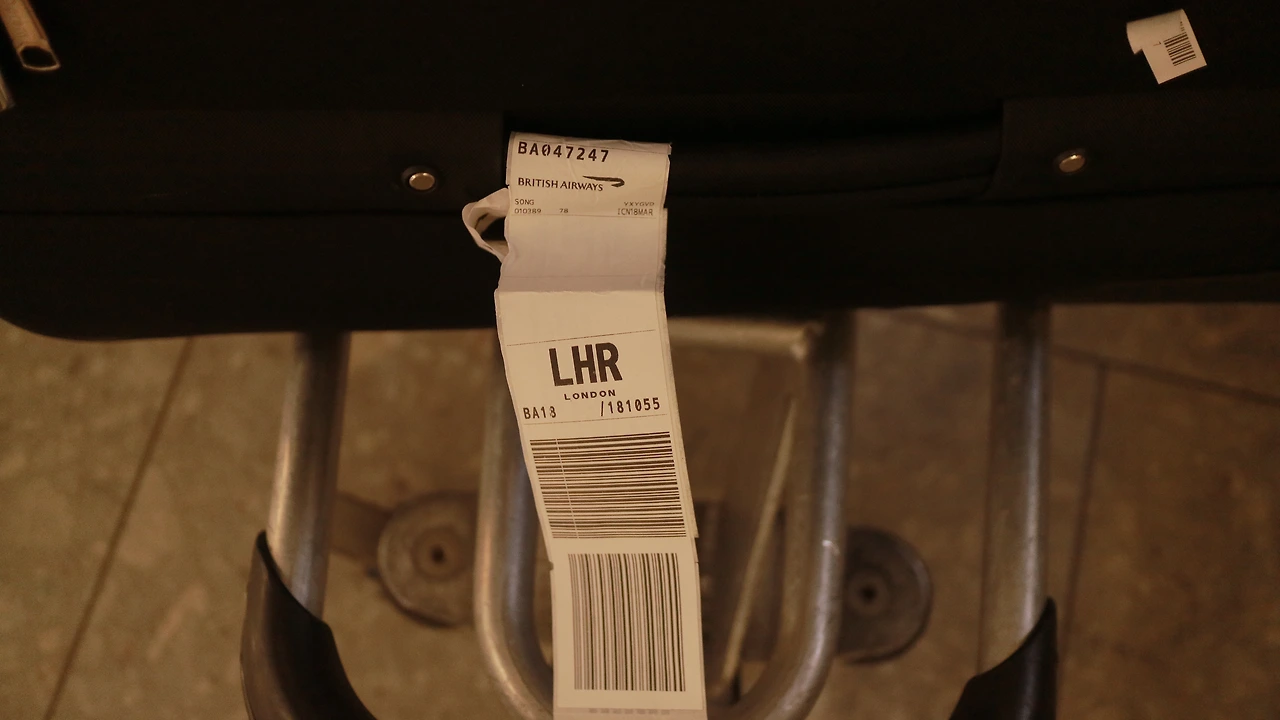 BA047247
BRITISH AIRWAYS
SONG
010389 78 ICN18MAR
LHR
LONDON
BA18 /181055